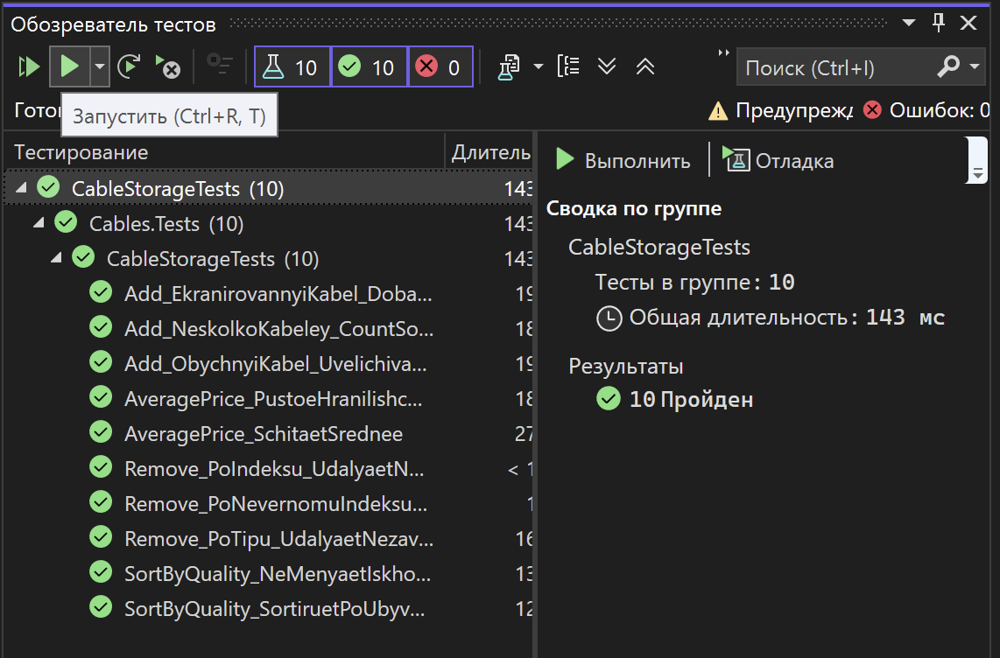 Обозреватель тестов
10 10 0
Поиск (Ctrl+I)
Запустить (Ctrl+R, T)
Предупрежд Ошибок: 0
Тестирование Длитель
Выполнить Отладка
CableStorageTests (10) 143
Cables.Tests (10) 143
CableStorageTests (10) 143
Add_EkranirovannyiKabel_Doba... 19
Add_NeskolkoKabeley_CountSo... 18
Add_ObychnyiKabel_Uvelichiva... 19
AveragePrice_PustoeHranilishc... 18
AveragePrice_SchitaetSrednee 27
Remove_PoIndeksu_UdalyaetN... < 1
Remove_PoNevernomuIndeksu... 1
Remove_PoTipu_UdalyaetNezav... 16
SortByQuality_NeMenyaetIskho... 13
SortByQuality_SortiruetPoUbyv... 12
Сводка по группе
CableStorageTests
Тесты в группе: 10
Общая длительность: 143 мс
Результаты
10 Пройден